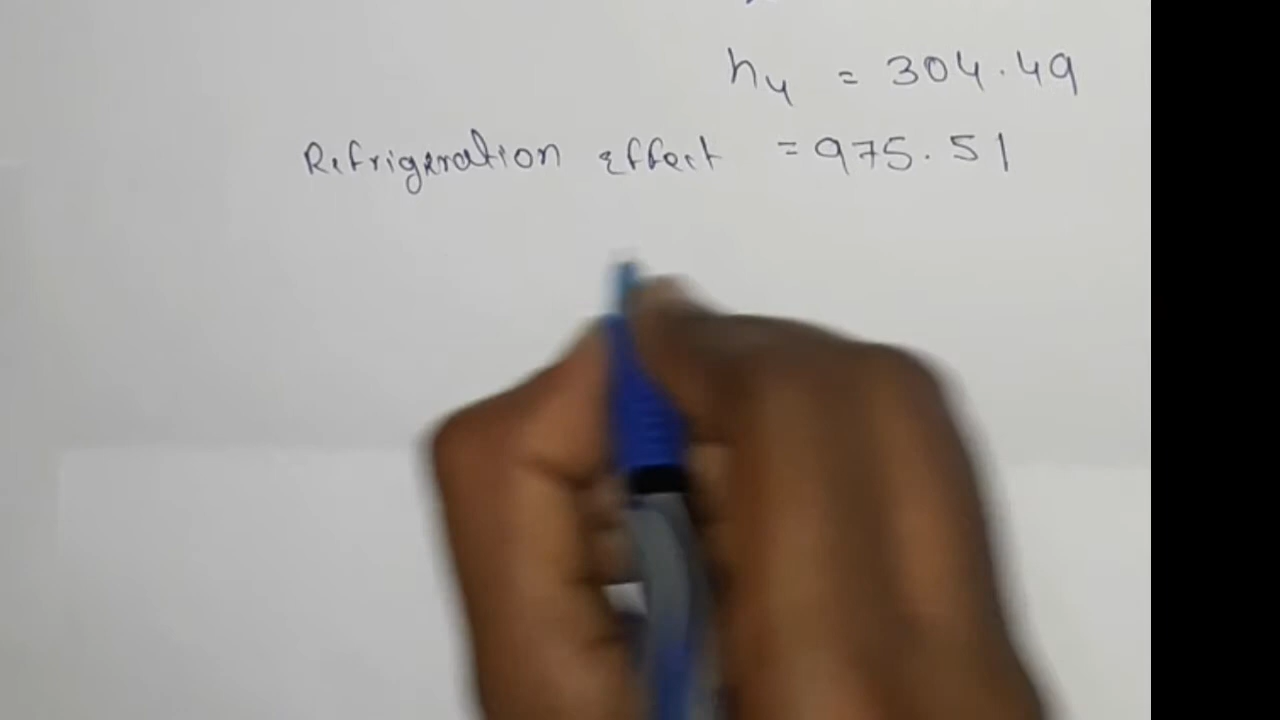 h4 = 304.49
Refrigeration effect = 975.51